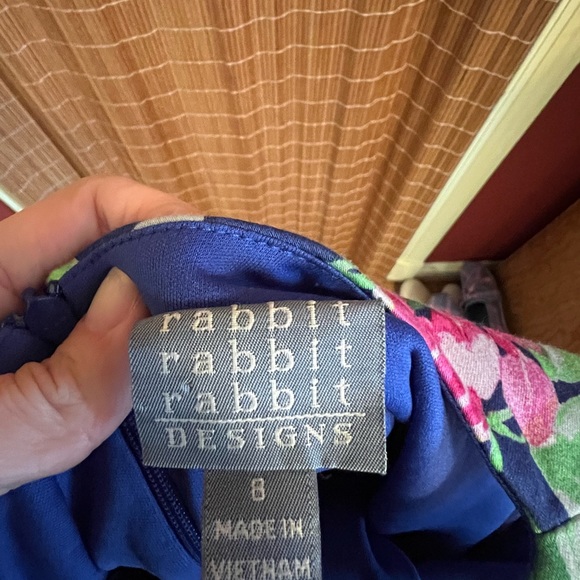 rabbit
rabbit
rabbit
DESIGNS
8
MADE IN
VIETNAM